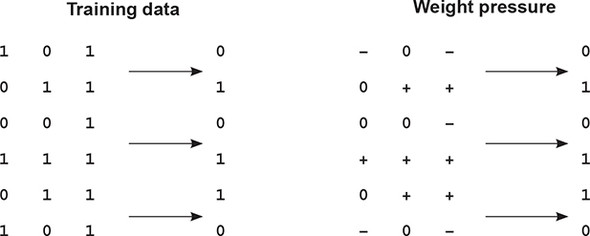 Training data Weight pressure
1 0 1 0 − 0 − 0
0 1 1 1 0 + + 1
0 0 1 0 0 0 − 0
1 1 1 1 + + + 1
0 1 1 1 0 + + 1
1 0 1 0 − 0 − 0